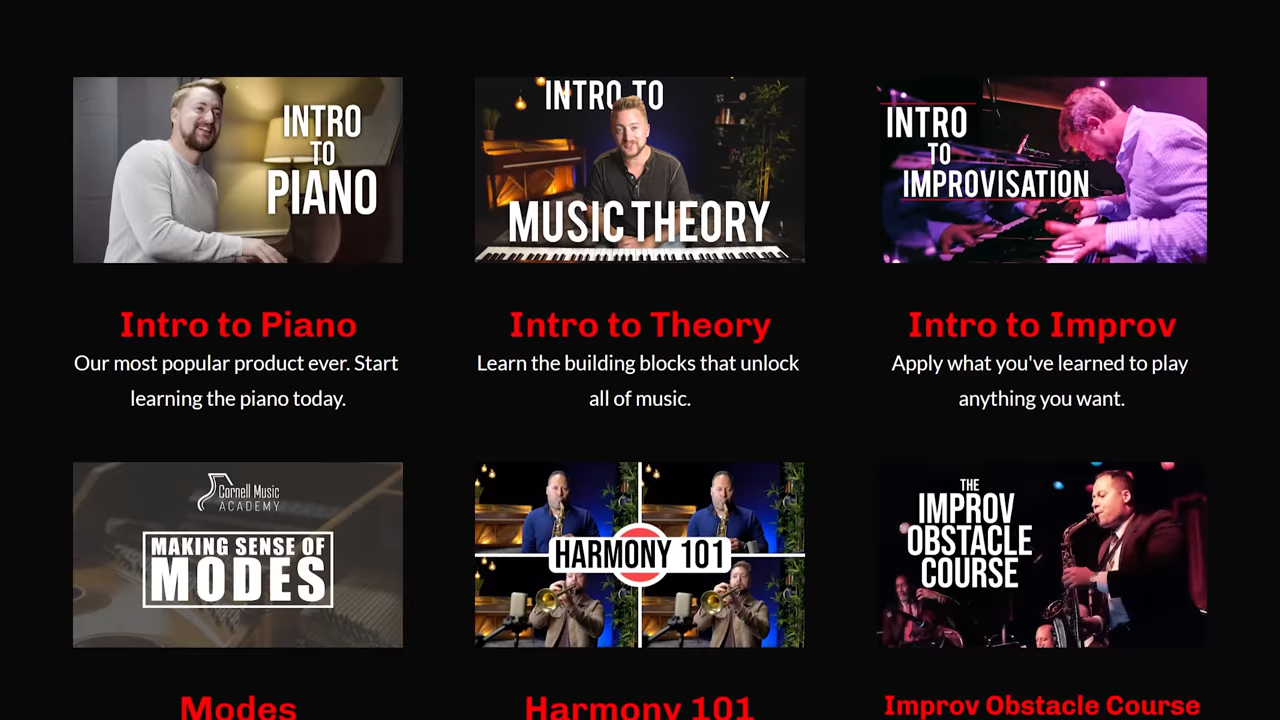 INTRO
TO
PIANO
INTRO TO
MUSIC THEORY
INTRO
TO
IMPROVISATION
Intro to Piano
Our most popular product ever. Start
learning the piano today.
Intro to Theory
Learn the building blocks that unlock
all of music.
Intro to Improv
Apply what you've learned to play
anything you want.
Cornell Music
ACADEMY
MAKING SENSE OF
MODES
HARMONY 101
THE
IMPROV
OBSTACLE
COURSE
Modes
Harmony 101
Improv Obstacle Course